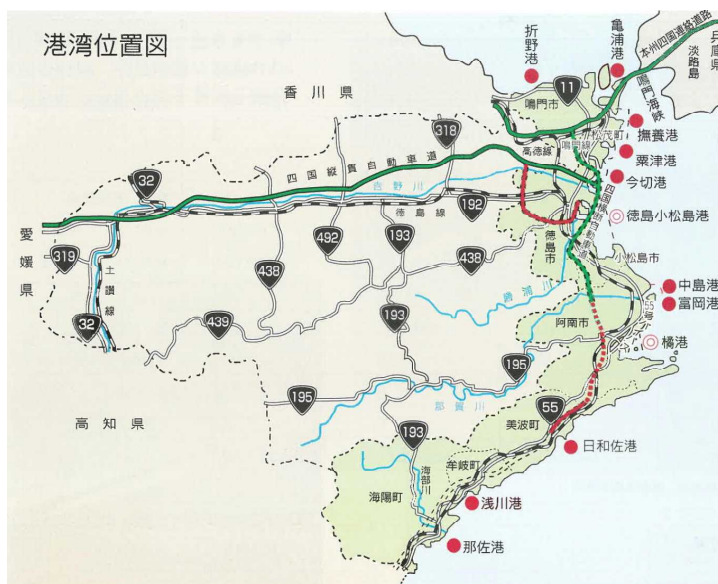 港湾位置図
折野港
亀浦港
本州四国連絡路
兵庫県
淡路島
鳴門海峡
香川県
11
鳴門市
318
撫養港
松茂町
高徳線
鳴門線
粟津港
32
四国縦貫自動車道
吉野川
今切港
192
徳島線
四国横断自動車道
徳島小松島港
愛媛県
319
土讃線
492
193
438
438
徳島市
小松島市
中島港
富岡港
55
32
439
193
阿南市
橘港
195
195
那賀川
高知県
193
55
美波町
日和佐港
海部川
牟岐町
海陽町
浅川港
那佐港